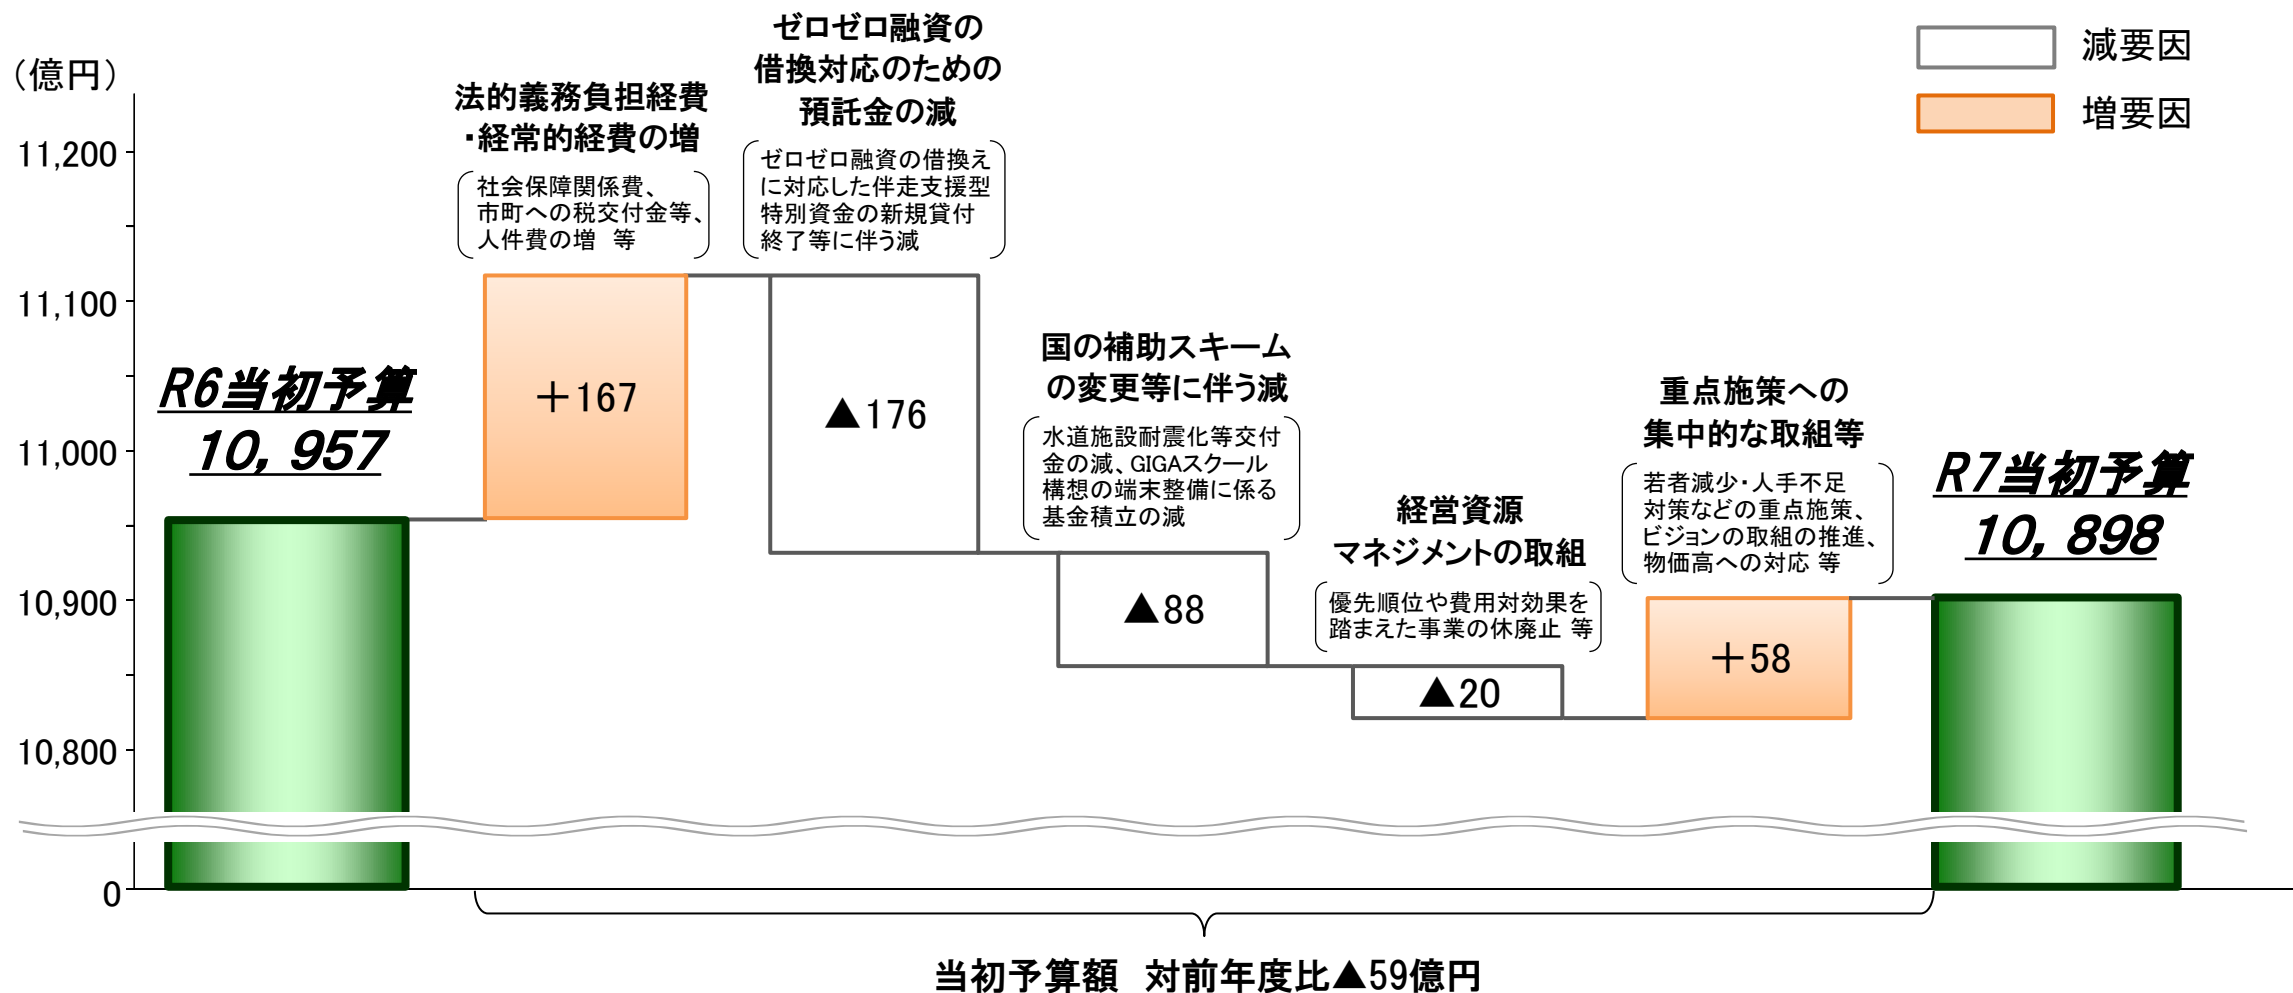 （億円）
11,200
11,100
11,000
10,900
10,800
0
R6当初予算
10，957
法的義務負担経費
・経常的経費の増
社会保障関係費、
市町への税交付金等、
人件費の増　等
＋167
ゼロゼロ融資の
借換対応のための
預託金の減
ゼロゼロ融資の借換え
に対応した伴走支援型
特別資金の新規貸付
終了等に伴う減
▲176
国の補助スキーム
の変更等に伴う減
水道施設耐震化等交付
金の減、GIGAスクール
構想の端末整備に係る
基金積立の減
▲88
経営資源
マネジメントの取組
優先順位や費用対効果を
踏まえた事業の休廃止 等
▲20
重点施策への
集中的な取組等
若者減少・人手不足
対策などの重点施策、
ビジョンの取組の推進、
物価高への対応 等
＋58
R7当初予算
10，898
減要因
増要因
当初予算額　対前年度比▲59億円